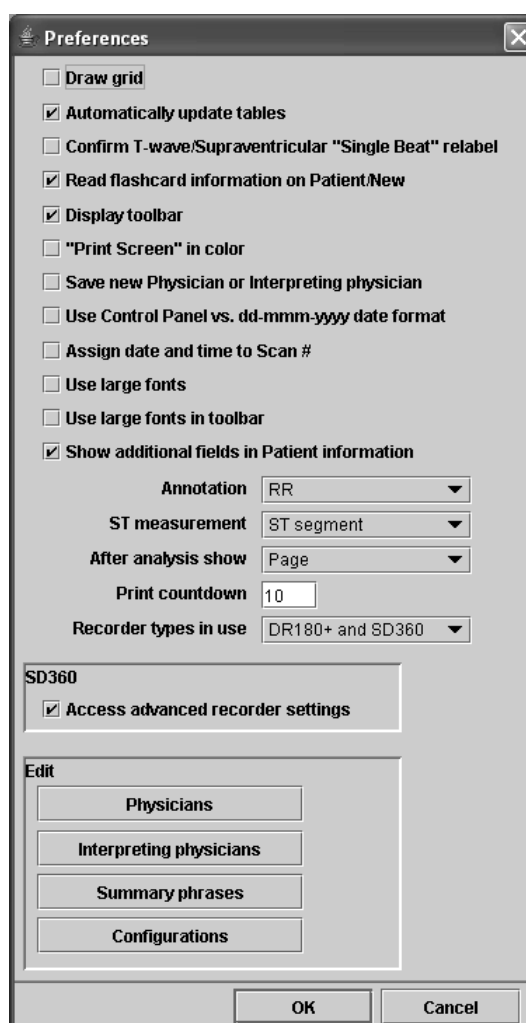 Preferences
Draw grid
Automatically update tables
Confirm T-wave/Supraventricular "Single Beat" relabel
Read flashcard information on Patient/New
Display toolbar
"Print Screen" in color
Save new Physician or Interpreting physician
Use Control Panel vs. dd-mmm-yyyy date format
Assign date and time to Scan #
Use large fonts
Use large fonts in toolbar
Show additional fields in Patient information
Annotation RR
ST measurement ST segment
After analysis show Page
Print countdown 10
Recorder types in use DR180+ and SD360
SD360
Access advanced recorder settings
Edit
Physicians
Interpreting physicians
Summary phrases
Configurations
OK Cancel